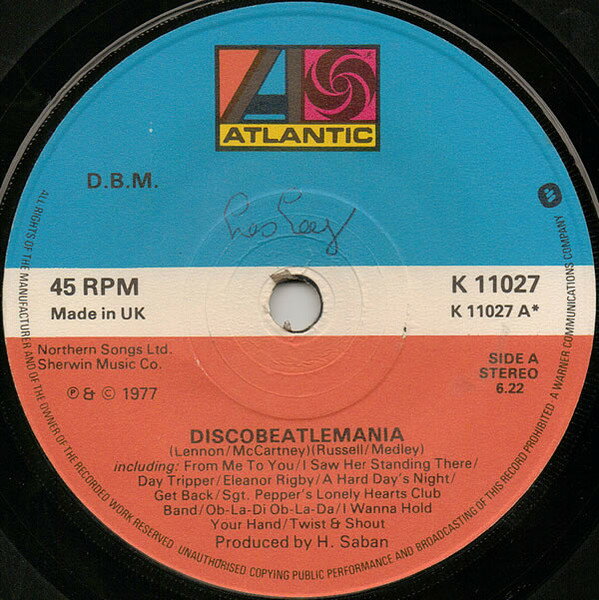 ATLANTIC
D.B.M.
45 RPM
Made in UK
K 11027
K 11027 A*
Northern Songs Ltd.
Sherwin Music Co.
℗ & © 1977
SIDE A
STEREO
6.22
DISCOBEATLEMANIA
(Lennon/McCartney)(Russell/Medley)
including: From Me To You/I Saw Her Standing There/
Day Tripper/Eleanor Rigby/A Hard Day's Night/
Get Back/Sgt. Pepper's Lonely Hearts Club
Band/Ob-La-Di Ob-La-Da/I Wanna Hold
Your Hand/Twist & Shout
Produced by H. Saban
ALL RIGHTS OF THE MANUFACTURER AND OF THE OWNER OF THE RECORDED WORK RESERVED UNAUTHORISED COPYING PUBLIC PERFORMANCE AND BROADCASTING OF THIS RECORD PROHIBITED A WARNER COMMUNICATIONS COMPANY